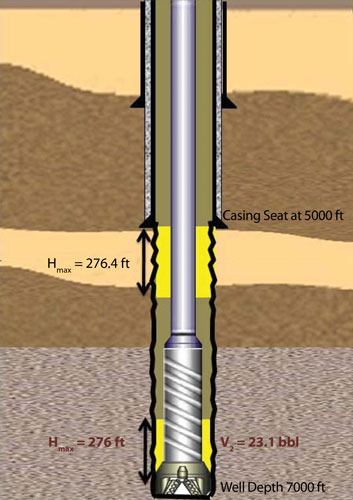 Casing Seat at 5000 ft
Hmax = 276.4 ft
Hmax = 276 ft
V2 = 23.1 bbl
Well Depth 7000 ft